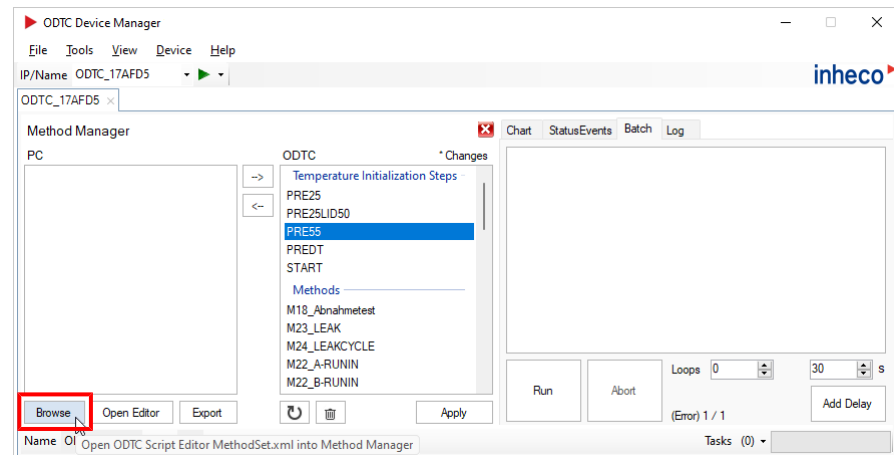 ODTC Device Manager
File Tools View Device Help
IP/Name ODTC_17AFD5
inheco
ODTC_17AFD5
Method Manager
PC
ODTC * Changes
-->
<--
Temperature Initialization Steps
PRE25
PRE25LID50
PRE55
PREDT
START
Methods
M18_Abnahmetest
M23_LEAK
M24_LEAKCYCLE
M22_A-RUNIN
M22_B-RUNIN
Browse Open Editor Export
Apply
Chart StatusEvents Batch Log
Run
Abort
Loops 0
30 s
(Error) 1 / 1
Add Delay
Name
Open ODTC Script Editor MethodSet.xml into Method Manager
Tasks (0)